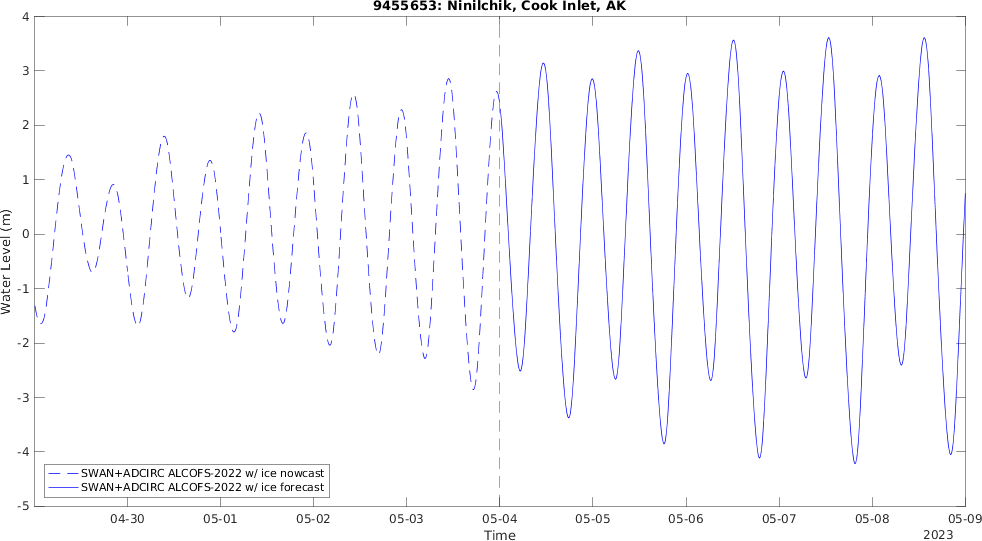 9455653: Ninilchik, Cook Inlet, AK
4
3
2
1
0
-1
-2
-3
-4
-5
Water Level (m)
SWAN+ADCIRC ALCOFS-2022 w/ ice nowcast
SWAN+ADCIRC ALCOFS-2022 w/ ice forecast
04-30 05-01 05-02 05-03 05-04 05-05 05-06 05-07 05-08 05-09
Time
2023